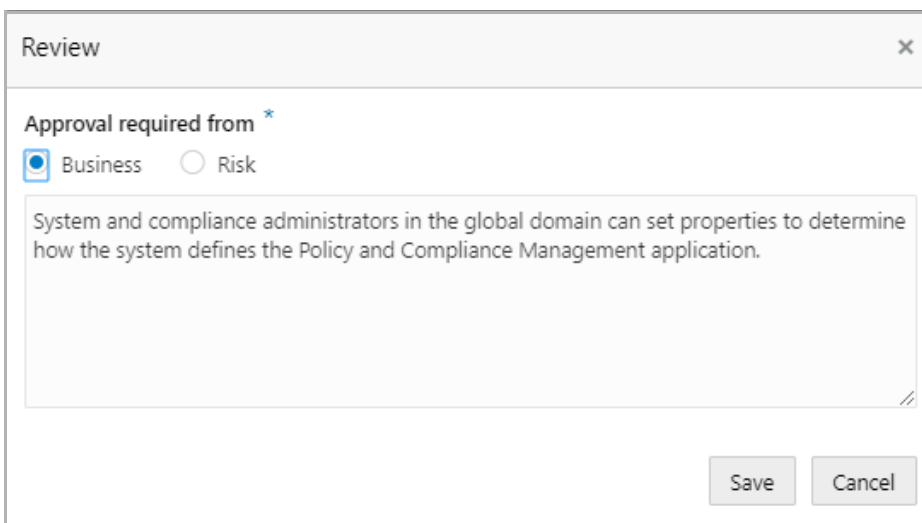 Review
Approval required from *
Business Risk
System and compliance administrators in the global domain can set properties to determine
how the system defines the Policy and Compliance Management application.
Save Cancel